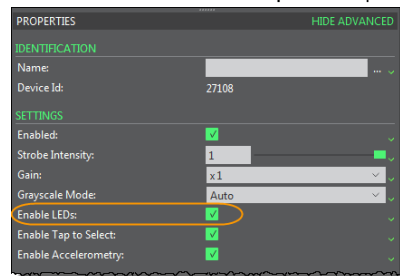 PROPERTIES HIDE ADVANCED
IDENTIFICATION
Name: ...
Device Id: 27108
SETTINGS
Enabled:
Strobe Intensity: 1
Gain: x1
Grayscale Mode: Auto
Enable LEDs:
Enable Tap to Select:
Enable Accelerometry: